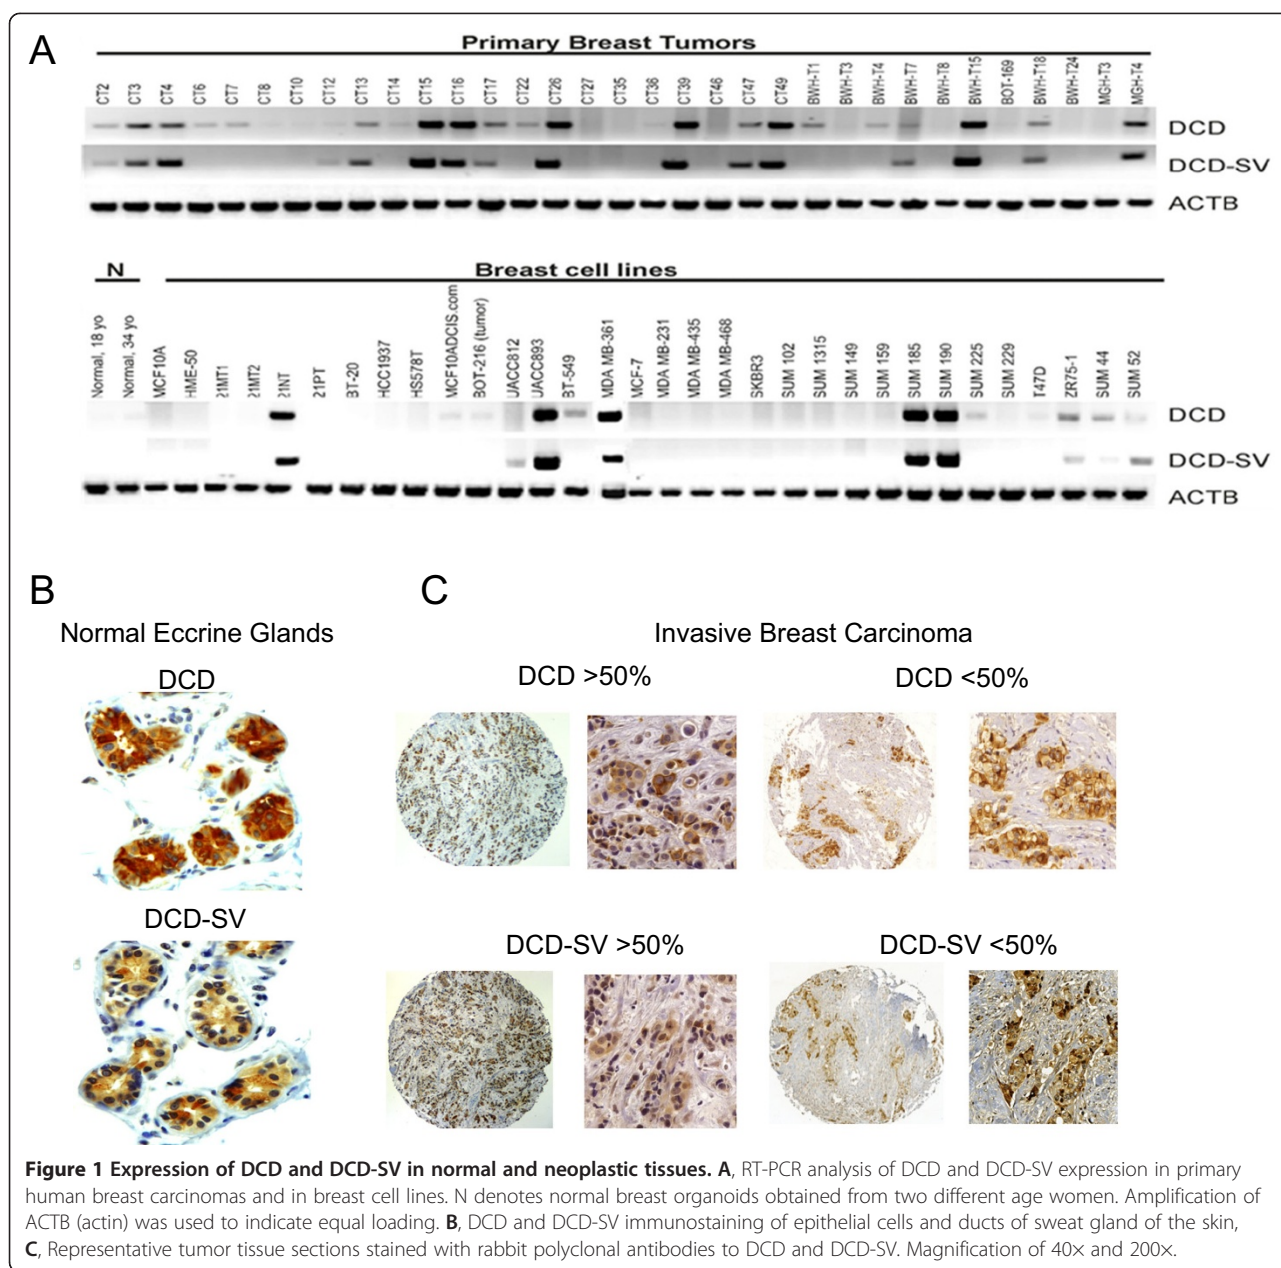 A
Primary Breast Tumors
CT2 CT3 CT4 CT6 CT7 CT8 CT10 CT12 CT13 CT14 CT15 CT16 CT17 CT22 CT26 CT27 CT35 CT36 CT39 CT46 CT47 CT49 BWH-T1 BWH-T3 BWH-T4 BWH-T7 BWH-T8 BWH-T15 BOT-169 BWH-T18 BWH-T24 MGH-T3 MGH-T4
DCD
DCD-SV
ACTB
N Breast cell lines
Normal, 18 yo Normal, 34 yo MCF10A HME-50 21MT1 21MT2 21NT 21PT BT-20 HCC1937 HS578T MCF10ADCIS.com BOT-216 (tumor) UACC812 UACC893 BT-549 MDA MB-361 MCF-7 MDA MB-231 MDA MB-435 MDA MB-468 SKBR3 SUM 102 SUM 1315 SUM 149 SUM 159 SUM 185 SUM 190 SUM 225 SUM 229 T47D ZR75-1 SUM 44 SUM 52
DCD
DCD-SV
ACTB
B
Normal Eccrine Glands
DCD
DCD-SV
C
Invasive Breast Carcinoma
DCD >50% DCD <50%
DCD-SV >50% DCD-SV <50%
Figure 1 Expression of DCD and DCD-SV in normal and neoplastic tissues. A, RT-PCR analysis of DCD and DCD-SV expression in primary
human breast carcinomas and in breast cell lines. N denotes normal breast organoids obtained from two different age women. Amplification of
ACTB (actin) was used to indicate equal loading. B, DCD and DCD-SV immunostaining of epithelial cells and ducts of sweat gland of the skin,
C, Representative tumor tissue sections stained with rabbit polyclonal antibodies to DCD and DCD-SV. Magnification of 40× and 200×.